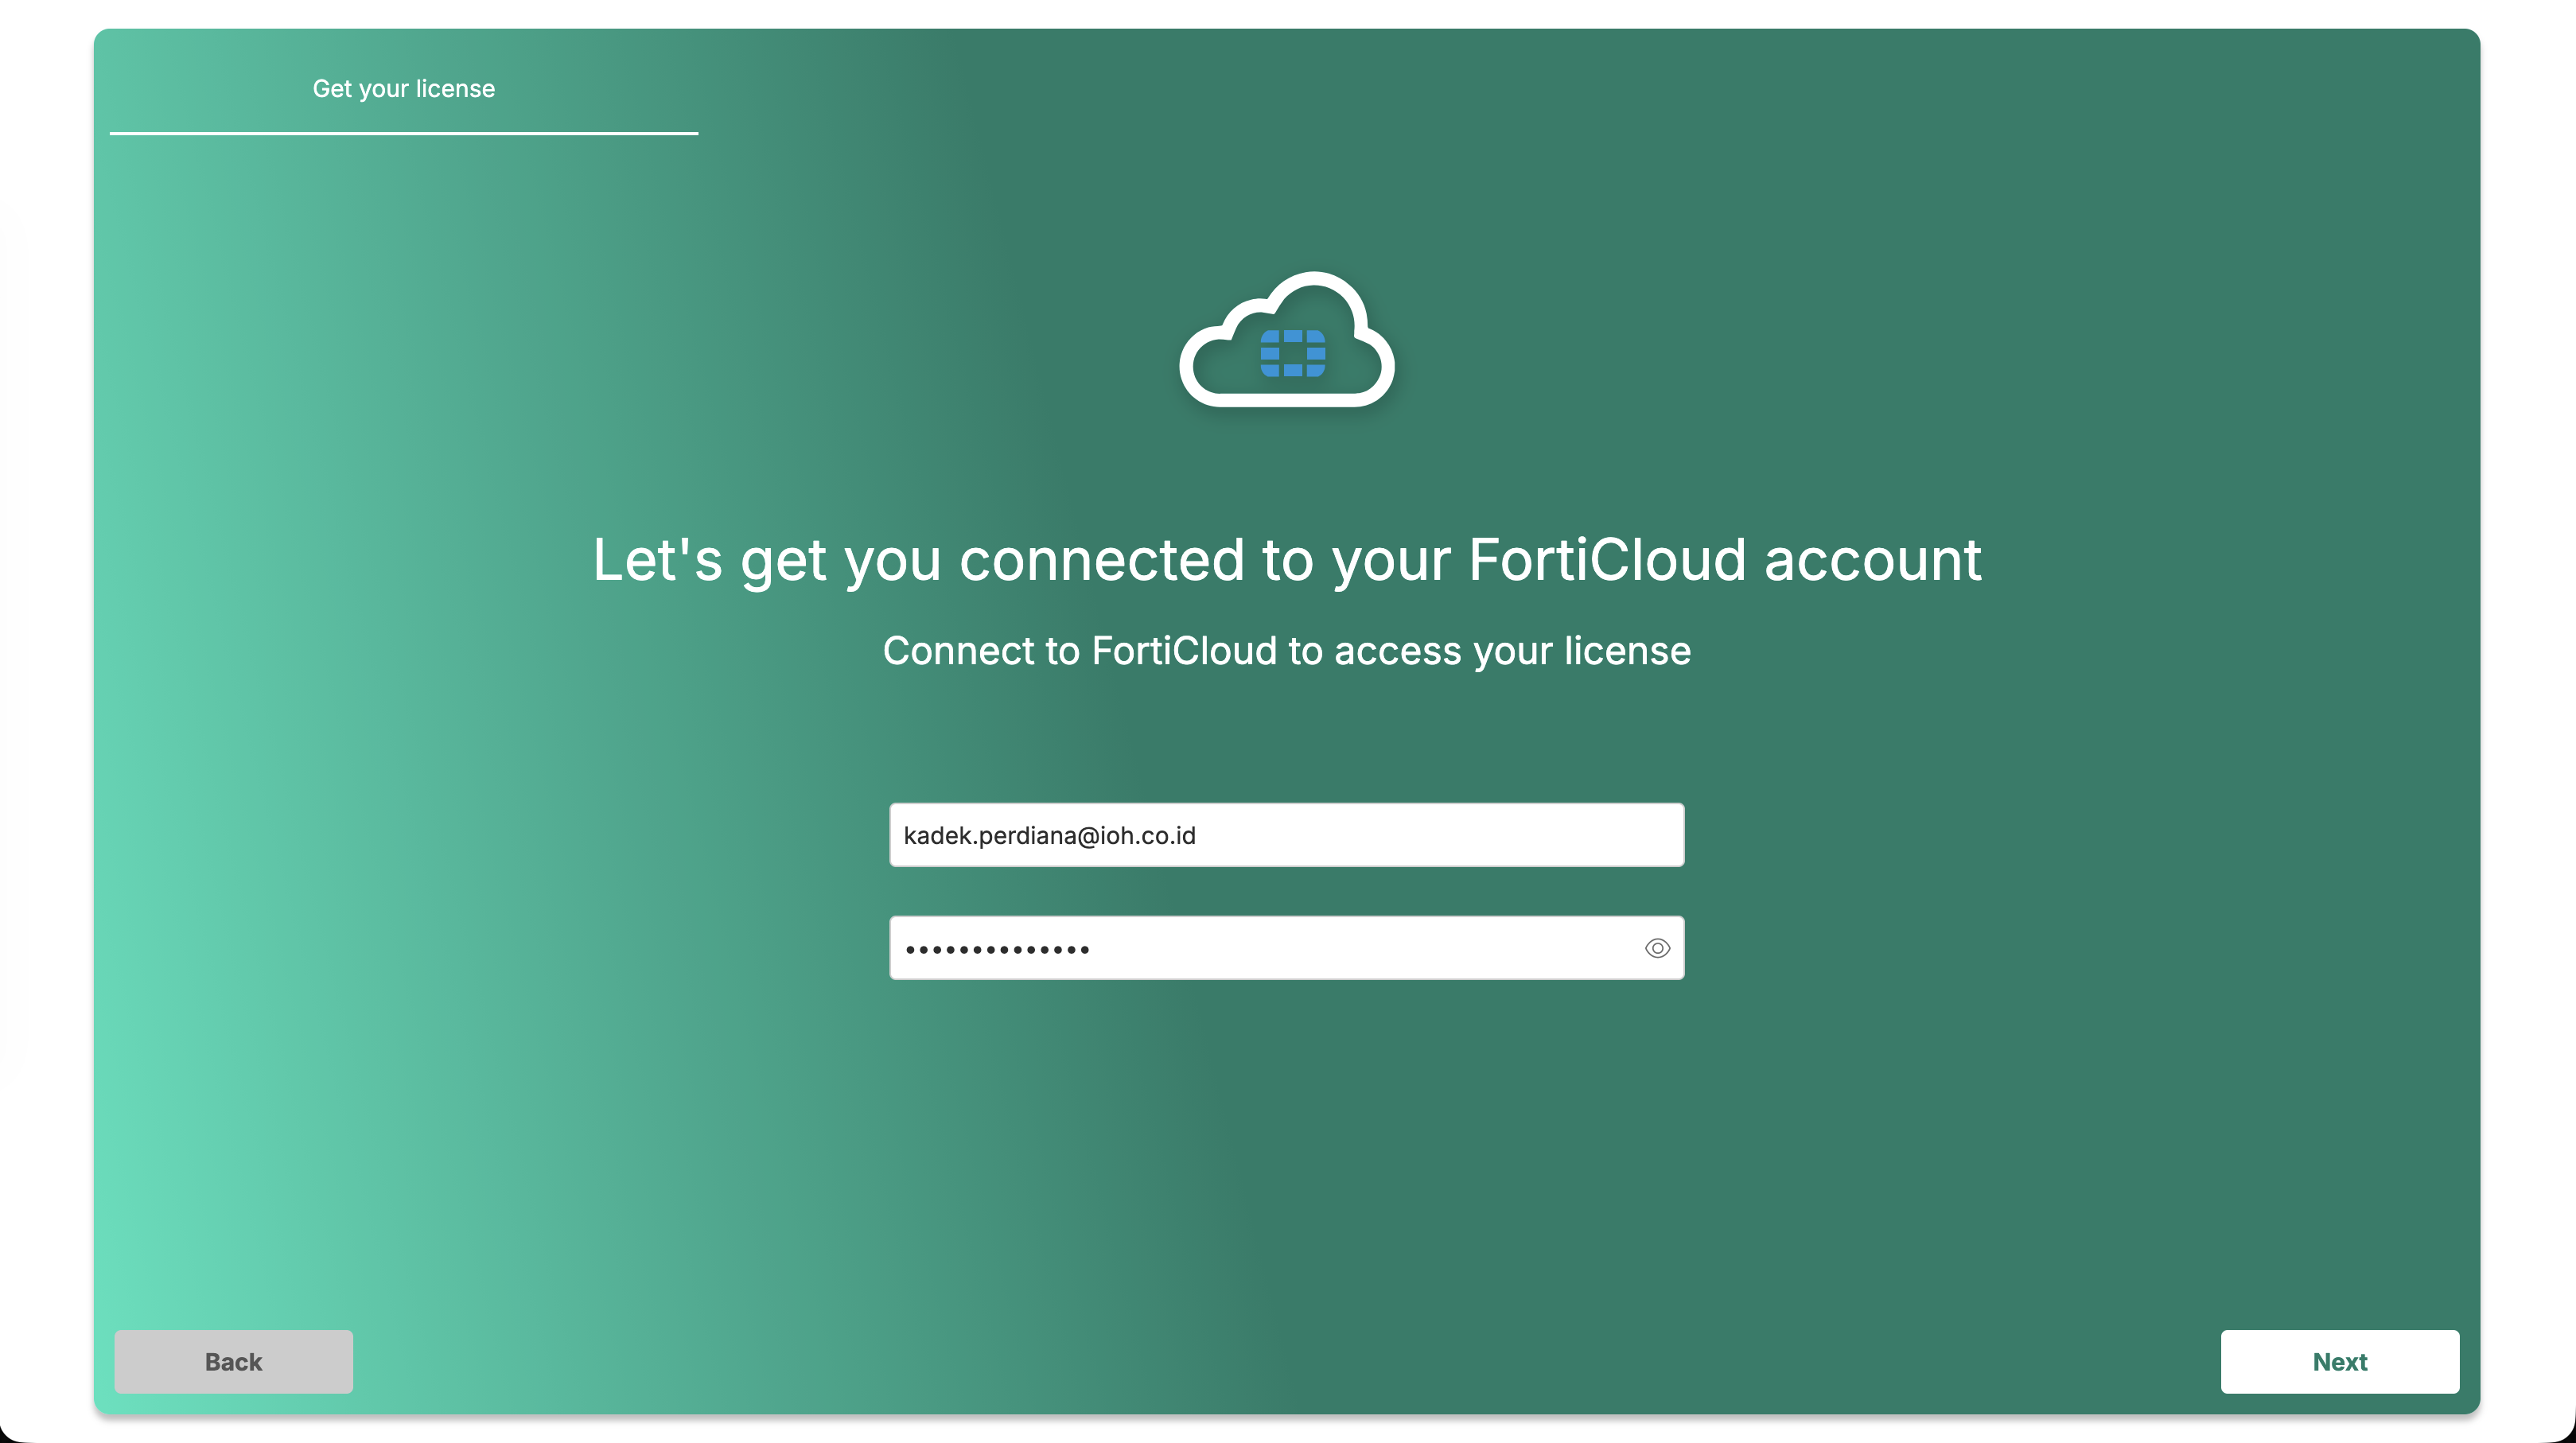 Get your license
Let's get you connected to your FortiCloud account
Connect to FortiCloud to access your license
kadek.perdiana@ioh.co.id
••••••••••••••
Back
Next